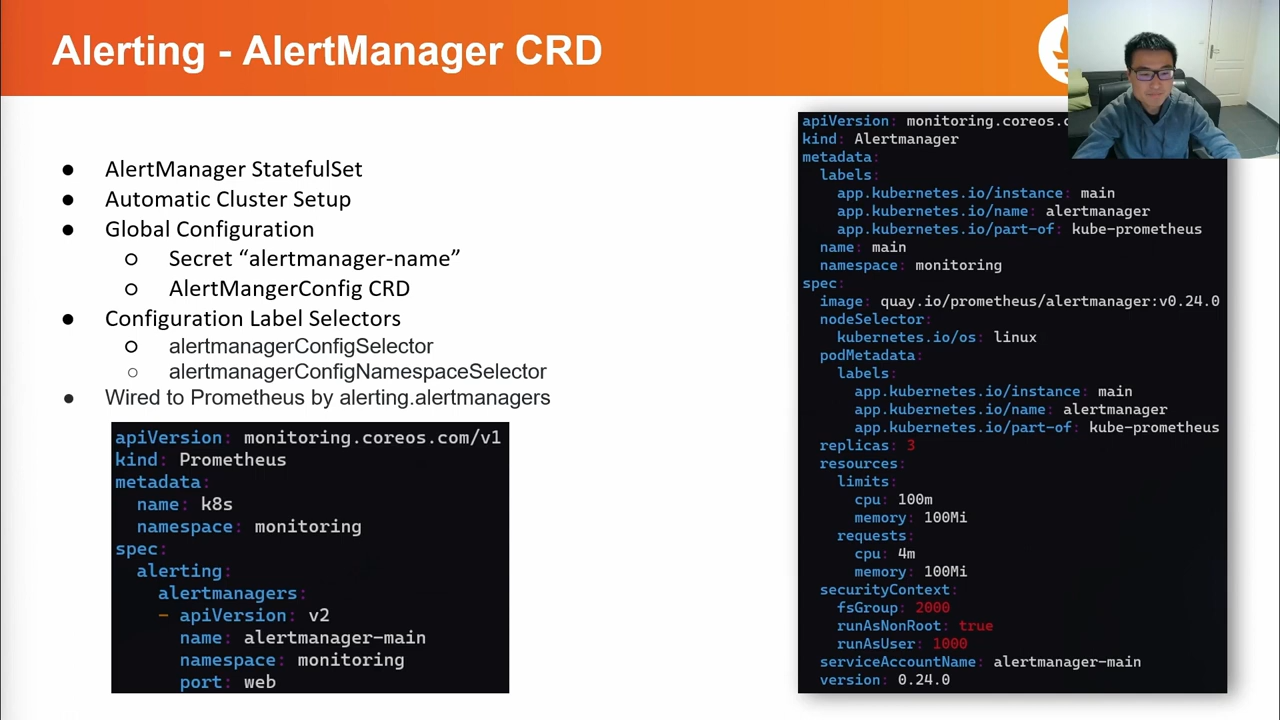 Alerting - AlertManager CRD
● AlertManager StatefulSet
● Automatic Cluster Setup
● Global Configuration
○ Secret “alertmanager-name”
○ AlertMangerConfig CRD
● Configuration Label Selectors
○ alertmanagerConfigSelector
○ alertmanagerConfigNamespaceSelector
● Wired to Prometheus by alerting.alertmanagers
apiVersion: monitoring.coreos.com/v1
kind: Prometheus
metadata:
  name: k8s
  namespace: monitoring
spec:
  alerting:
    alertmanagers:
    - apiVersion: v2
      name: alertmanager-main
      namespace: monitoring
      port: web
apiVersion: monitoring.coreos.
kind: Alertmanager
metadata:
  labels:
    app.kubernetes.io/instance: main
    app.kubernetes.io/name: alertmanager
    app.kubernetes.io/part-of: kube-prometheus
  name: main
  namespace: monitoring
spec:
  image: quay.io/prometheus/alertmanager:v0.24.0
  nodeSelector:
    kubernetes.io/os: linux
  podMetadata:
    labels:
      app.kubernetes.io/instance: main
      app.kubernetes.io/name: alertmanager
      app.kubernetes.io/part-of: kube-prometheus
  replicas: 3
  resources:
    limits:
      cpu: 100m
      memory: 100Mi
    requests:
      cpu: 4m
      memory: 100Mi
  securityContext:
    fsGroup: 2000
    runAsNonRoot: true
    runAsUser: 1000
  serviceAccountName: alertmanager-main
  version: 0.24.0